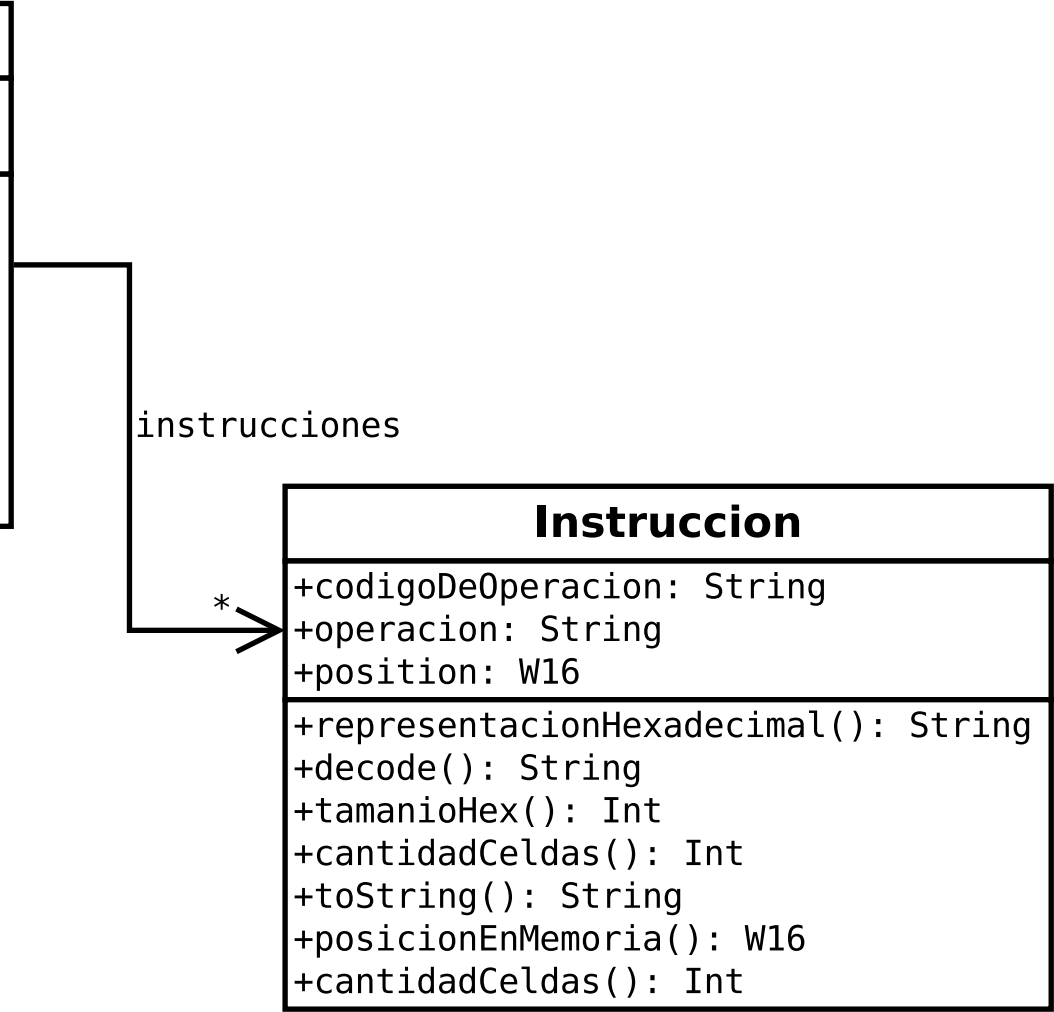 instrucciones
*
Instruccion
+codigoDeOperacion: String
+operacion: String
+position: W16
+representacionHexadecimal(): String
+decode(): String
+tamanioHex(): Int
+cantidadCeldas(): Int
+toString(): String
+posicionEnMemoria(): W16
+cantidadCeldas(): Int